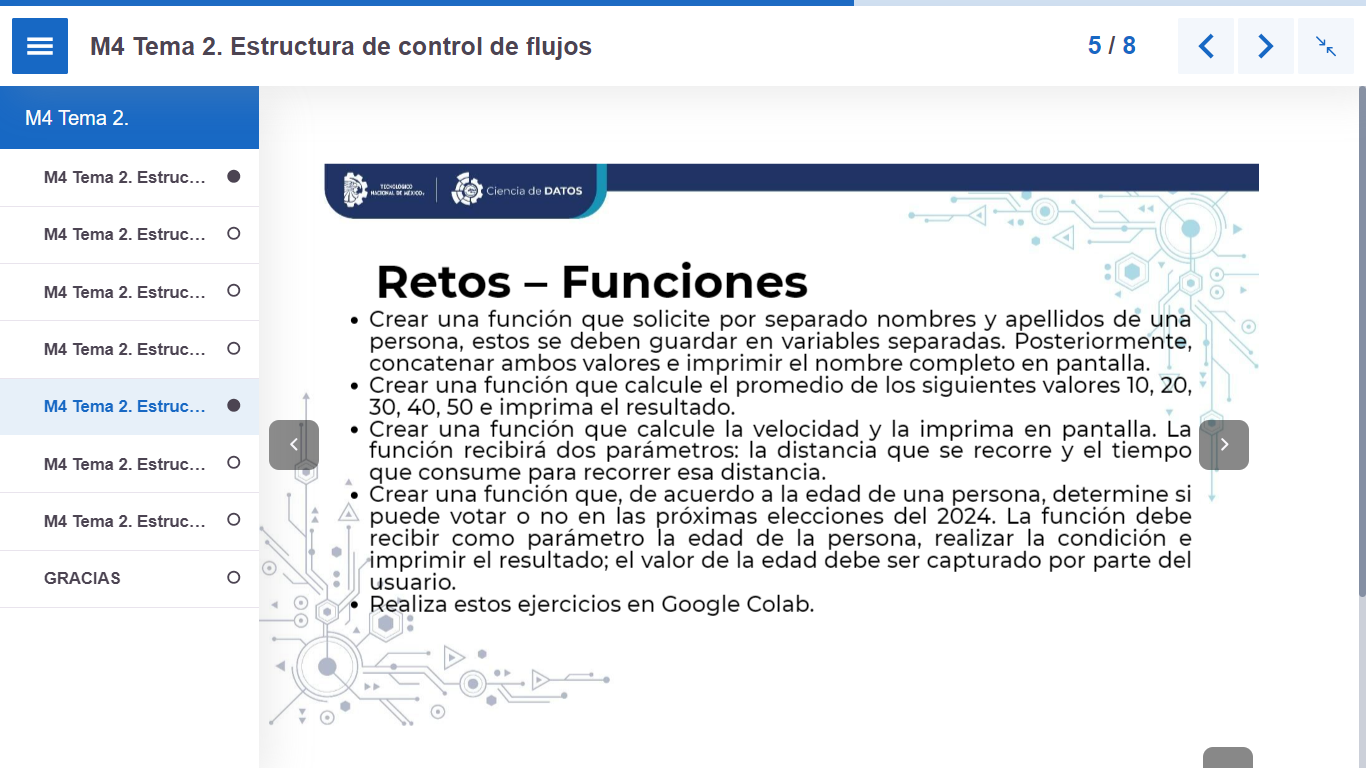 M4 Tema 2. Estructura de control de flujos
5 / 8
M4 Tema 2.
M4 Tema 2. Estruc...
M4 Tema 2. Estruc...
M4 Tema 2. Estruc...
M4 Tema 2. Estruc...
M4 Tema 2. Estruc...
M4 Tema 2. Estruc...
M4 Tema 2. Estruc...
GRACIAS
TECNOLÓGICO
NACIONAL DE MÉXICO®
Ciencia de DATOS
Retos – Funciones
• Crear una función que solicite por separado nombres y apellidos de una
persona, estos se deben guardar en variables separadas. Posteriormente,
concatenar ambos valores e imprimir el nombre completo en pantalla.
• Crear una función que calcule el promedio de los siguientes valores 10, 20,
30, 40, 50 e imprima el resultado.
• Crear una función que calcule la velocidad y la imprima en pantalla. La
función recibirá dos parámetros: la distancia que se recorre y el tiempo
que consume para recorrer esa distancia.
• Crear una función que, de acuerdo a la edad de una persona, determine si
puede votar o no en las próximas elecciones del 2024. La función debe
recibir como parámetro la edad de la persona, realizar la condición e
imprimir el resultado; el valor de la edad debe ser capturado por parte del
usuario.
• Realiza estos ejercicios en Google Colab.